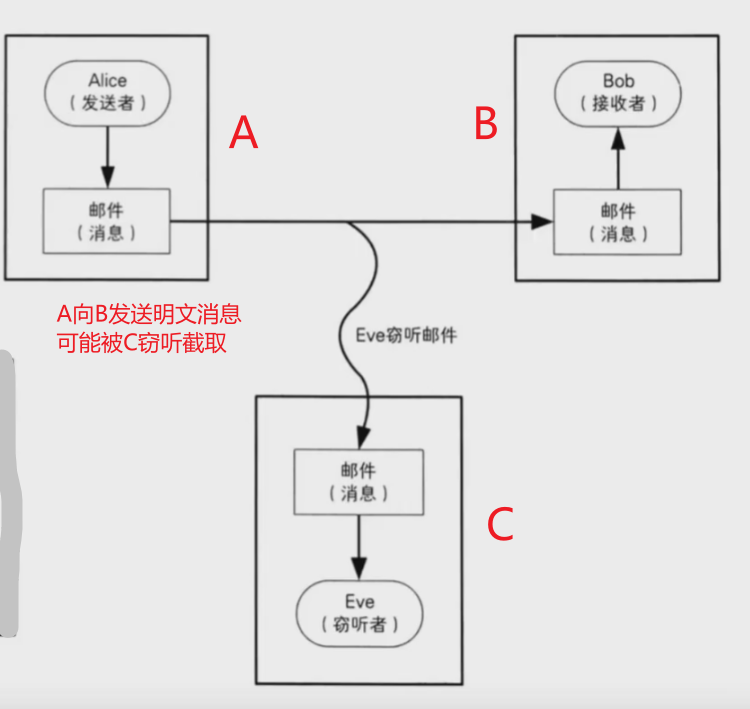 Alice
（发送者）
A
邮件
（消息）
Bob
（接收者）
B
邮件
（消息）
A向B发送明文消息
可能被C窃听截取
Eve窃听邮件
邮件
（消息）
C
Eve
（窃听者）